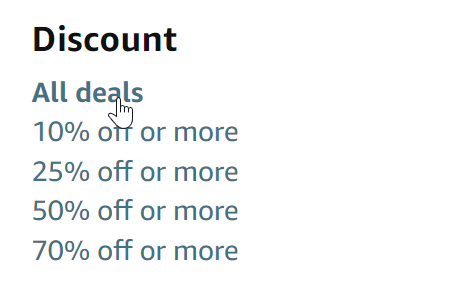 Discount
All deals
10% off or more
25% off or more
50% off or more
70% off or more